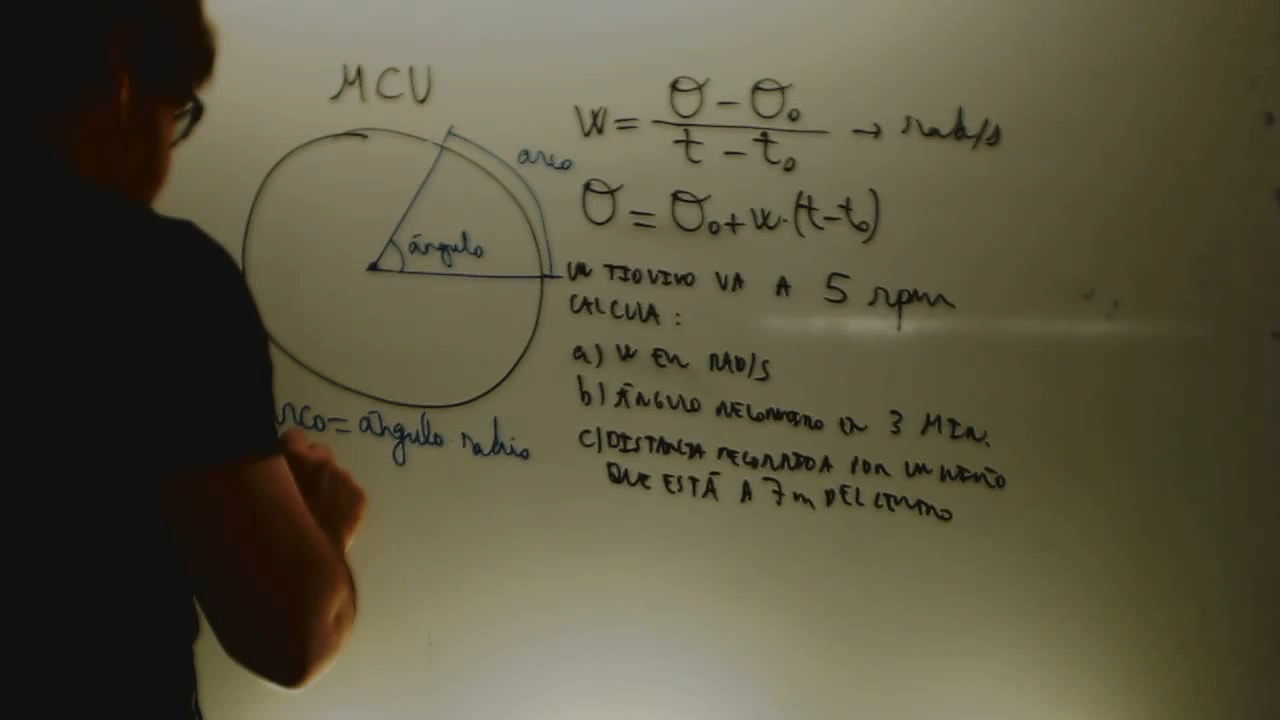 MCU
ω = θ - θ₀ / t - t₀ → rad/s
θ = θ₀ + ω·(t-t₀)
arco
ángulo
UN TIOVIVO VA A 5 rpm
CALCULA:
a) ω EN RAD/S
b) ÁNGULO RECORRIDO EN 3 MIN.
c) DISTANCIA RECORRIDA POR UN NIÑO
QUE ESTÁ A 7m DEL CENTRO
rco = ángulo · radio